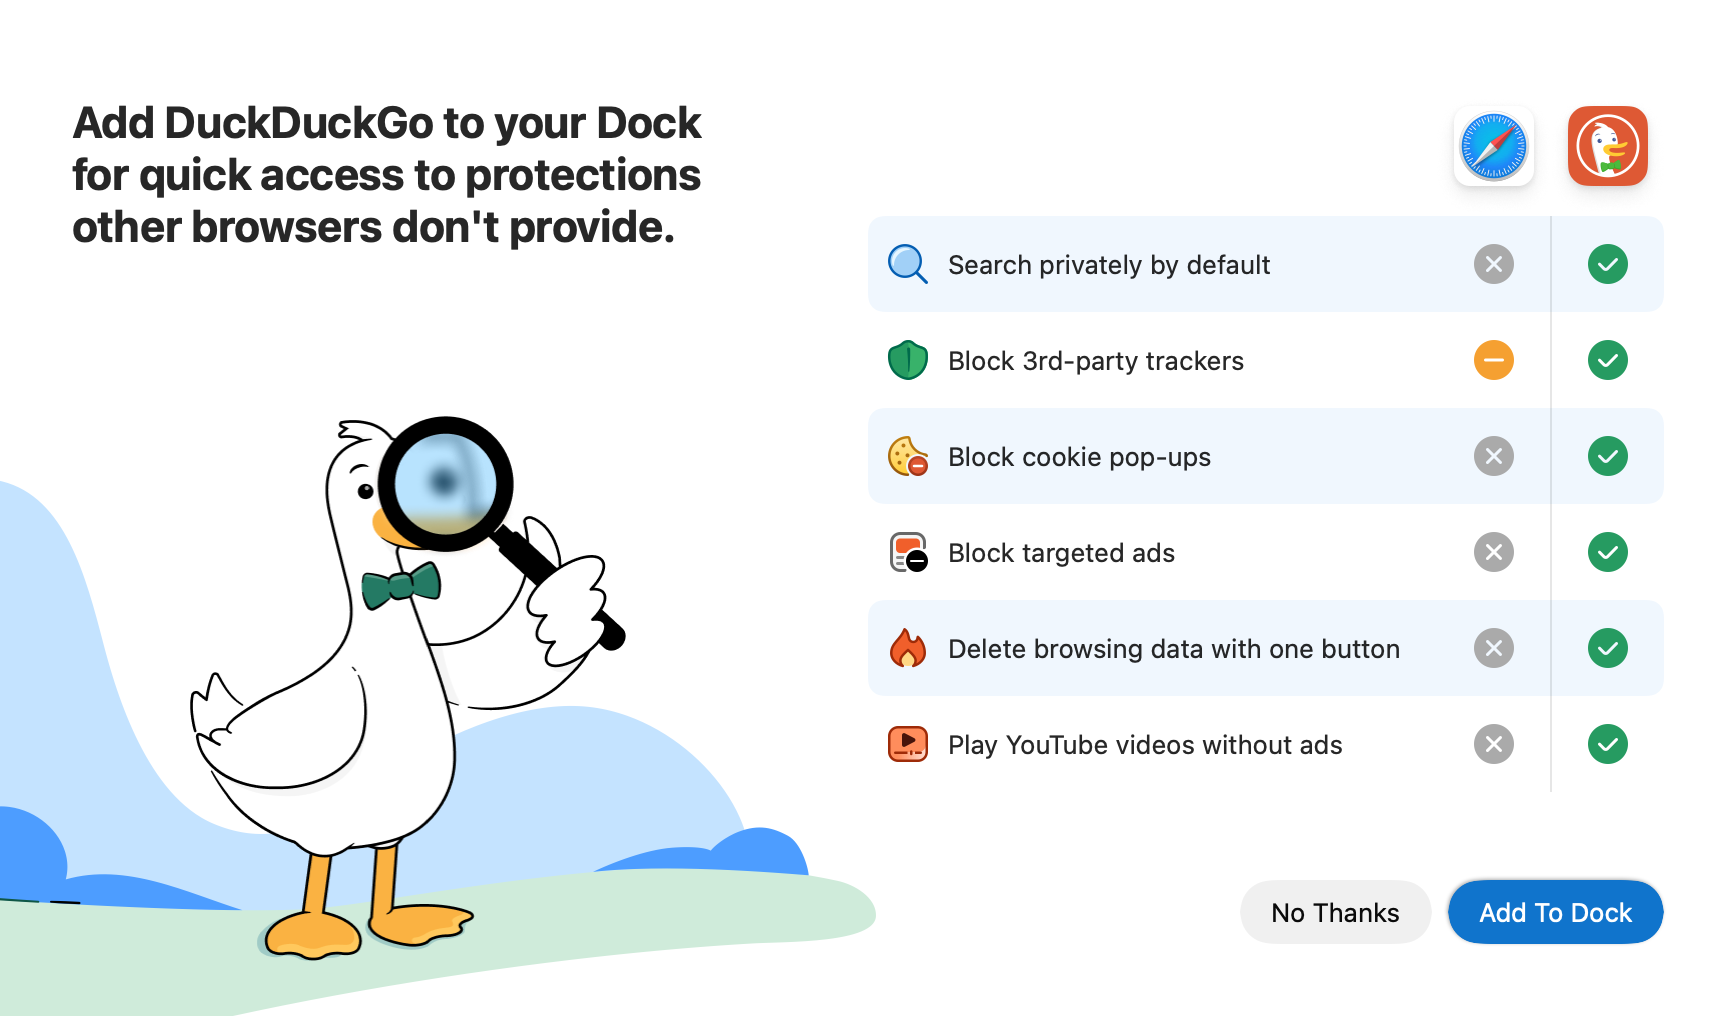 Add DuckDuckGo to your Dock
for quick access to protections
other browsers don't provide.
Search privately by default
Block 3rd-party trackers
Block cookie pop-ups
Block targeted ads
Delete browsing data with one button
Play YouTube videos without ads
No Thanks
Add To Dock